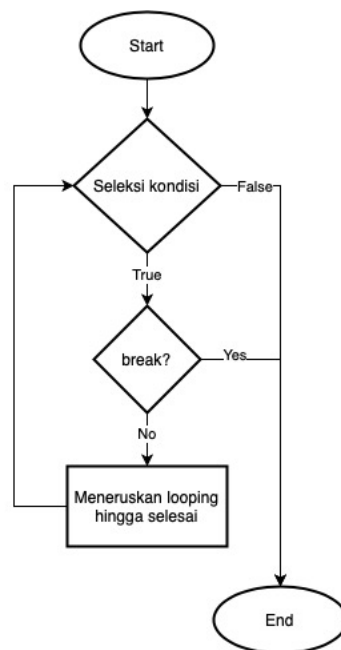 Start
Seleksi kondisi
False
True
break?
Yes
No
Meneruskan looping
hingga selesai
End